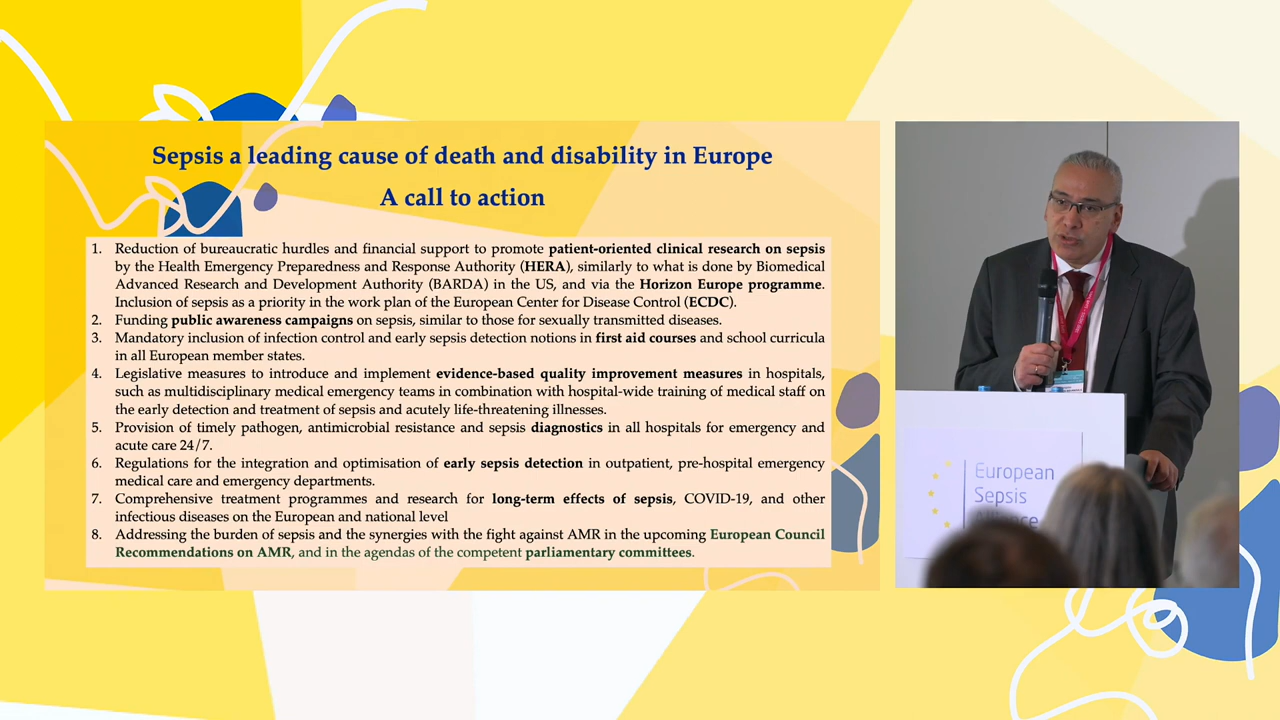 Sepsis a leading cause of death and disability in Europe
A call to action
1. Reduction of bureaucratic hurdles and financial support to promote patient-oriented clinical research on sepsis
by the Health Emergency Preparedness and Response Authority (HERA), similarly to what is done by Biomedical
Advanced Research and Development Authority (BARDA) in the US, and via the Horizon Europe programme.
Inclusion of sepsis as a priority in the work plan of the European Center for Disease Control (ECDC).
2. Funding public awareness campaigns on sepsis, similar to those for sexually transmitted diseases.
3. Mandatory inclusion of infection control and early sepsis detection notions in first aid courses and school curricula
in all European member states.
4. Legislative measures to introduce and implement evidence-based quality improvement measures in hospitals,
such as multidisciplinary medical emergency teams in combination with hospital-wide training of medical staff on
the early detection and treatment of sepsis and acutely life-threatening illnesses.
5. Provision of timely pathogen, antimicrobial resistance and sepsis diagnostics in all hospitals for emergency and
acute care 24/7.
6. Regulations for the integration and optimisation of early sepsis detection in outpatient, pre-hospital emergency
medical care and emergency departments.
7. Comprehensive treatment programmes and research for long-term effects of sepsis, COVID-19, and other
infectious diseases on the European and national level
8. Addressing the burden of sepsis and the synergies with the fight against AMR in the upcoming European Council
Recommendations on AMR, and in the agendas of the competent parliamentary committees.
European
Sepsis
Alliance